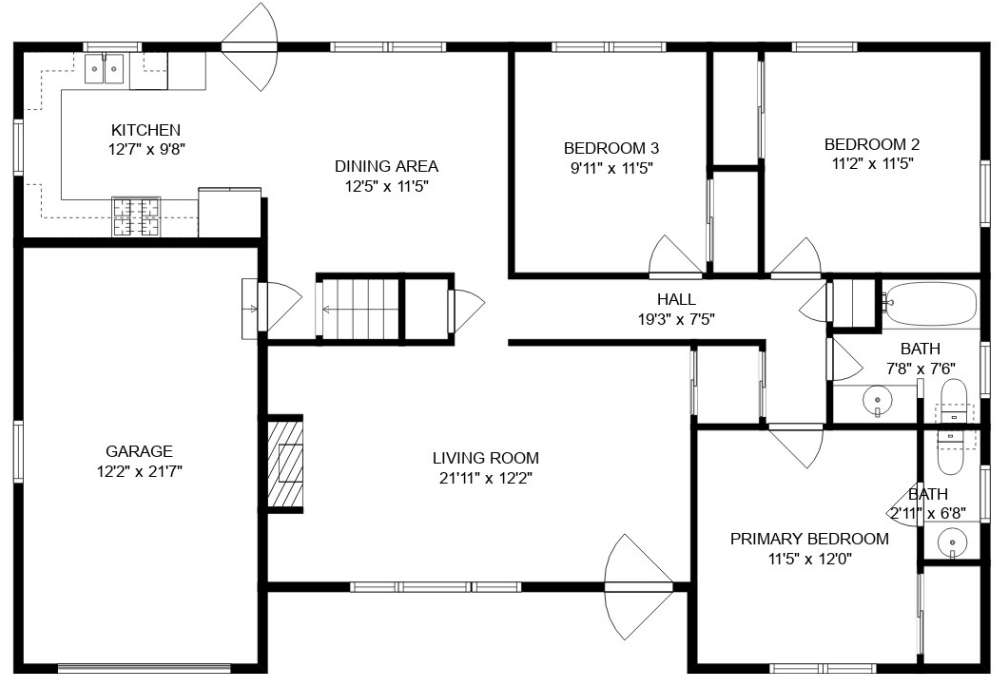 KITCHEN
12'7" x 9'8"
DINING AREA
12'5" x 11'5"
BEDROOM 3
9'11" x 11'5"
BEDROOM 2
11'2" x 11'5"
HALL
19'3" x 7'5"
BATH
7'8" x 7'6"
GARAGE
12'2" x 21'7"
LIVING ROOM
21'11" x 12'2"
BATH
2'11" x 6'8"
PRIMARY BEDROOM
11'5" x 12'0"